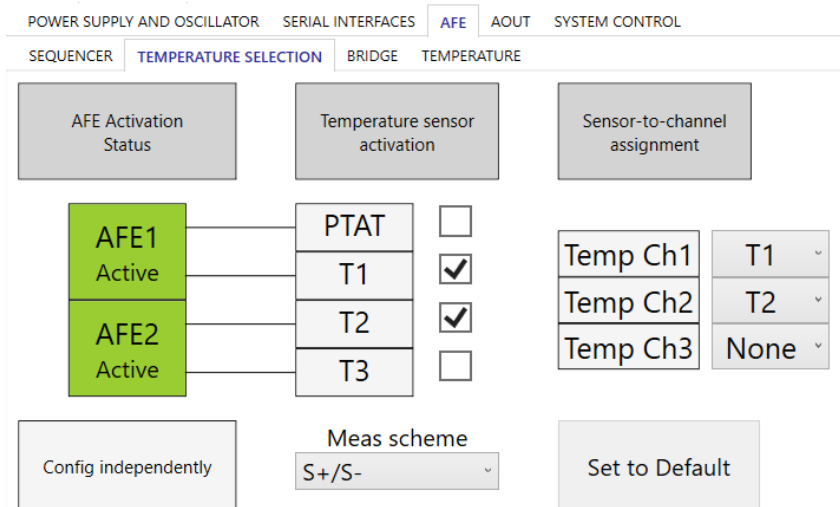 POWER SUPPLY AND OSCILLATOR SERIAL INTERFACES AFE AOUT SYSTEM CONTROL
SEQUENCER TEMPERATURE SELECTION BRIDGE TEMPERATURE
AFE Activation
Status
Temperature sensor
activation
Sensor-to-channel
assignment
AFE1
Active
AFE2
Active
PTAT
T1
T2
T3
Temp Ch1 T1
Temp Ch2 T2
Temp Ch3 None
Config independently
Meas scheme
S+/S-
Set to Default